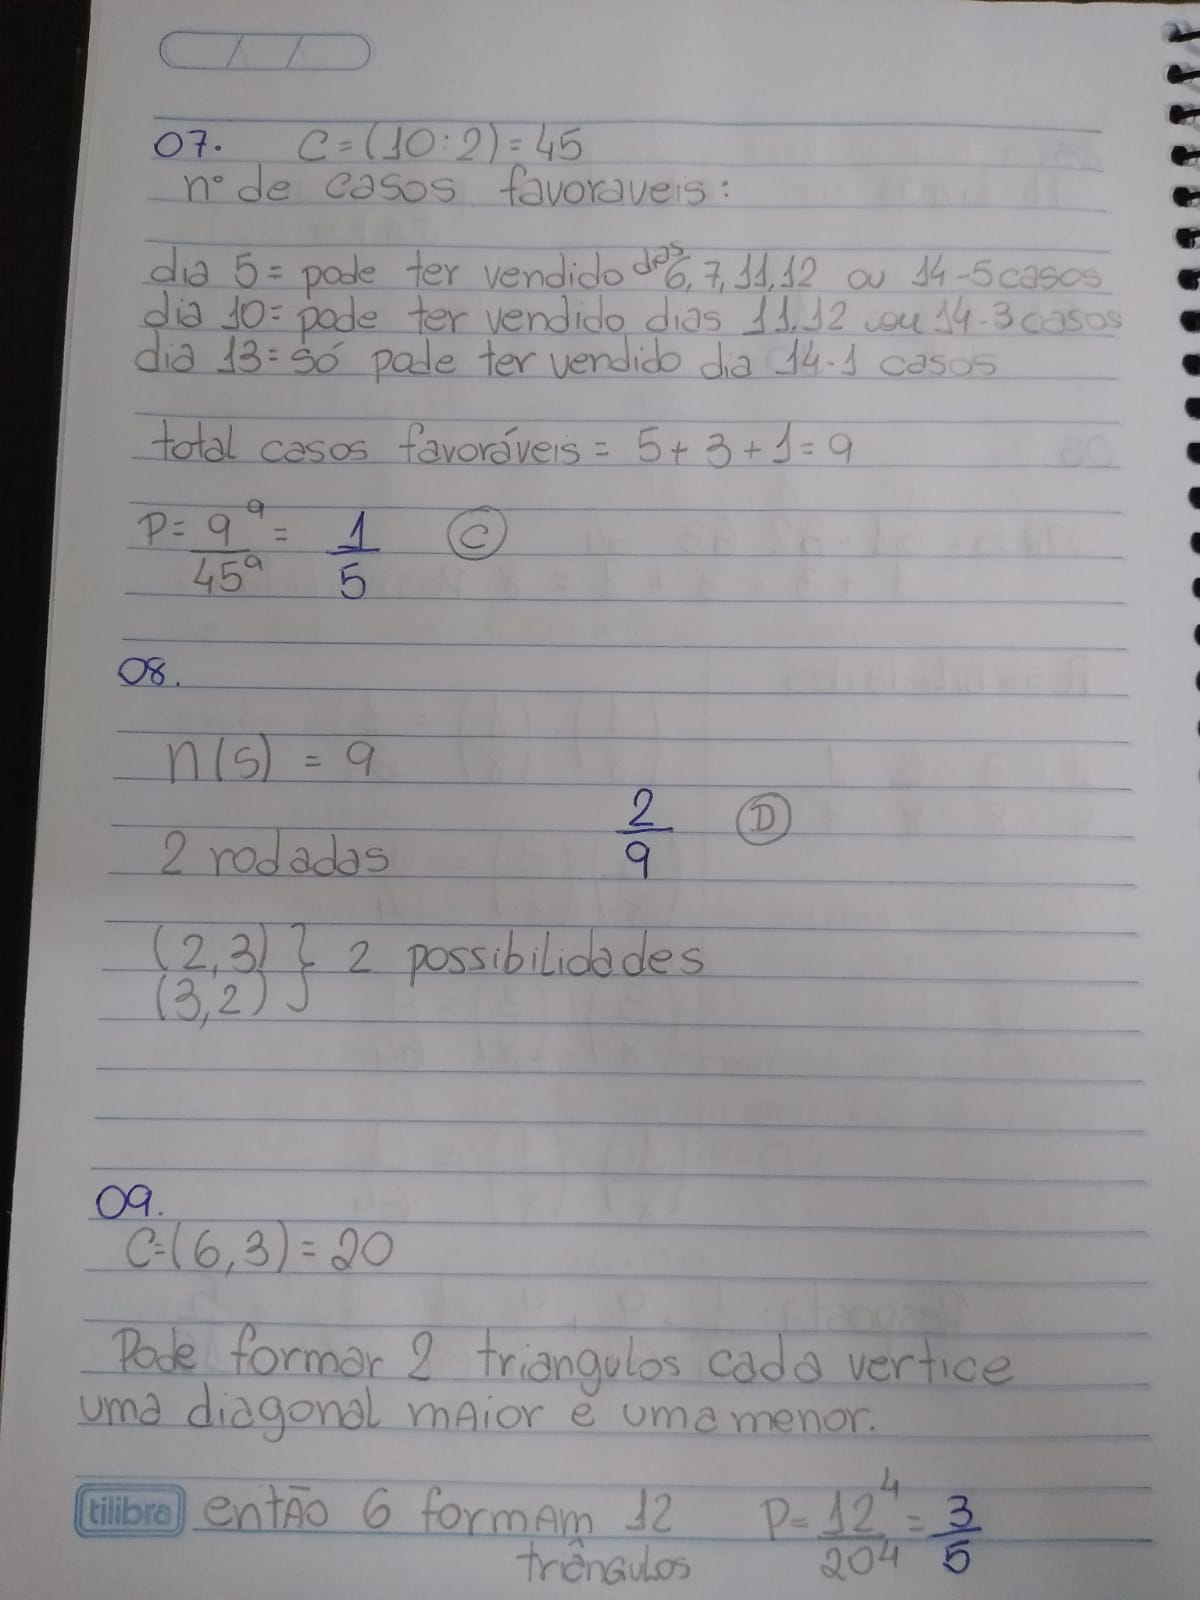 07. C=(10:2)=45
nº de casos favoraveis:
dia 5= pode ter vendido dias 6, 7, 11, 12 ou 14-5 casos
dia 10= pode ter vendido dias 11, 12 ou 14-3 casos
dia 13= só pode ter vendido dia 14-1 casos
total casos favoráveis = 5+3+1=9
P= 9/45 ⁹/⁹ = 1/5 C
08.
n(s) = 9
2/9 D
2 rodadas
(2,3)
(3,2) } 2 possibilidades
09.
C=(6,3)=20
Pode formar 2 triangulos cada vertice
uma diagonal mAior e uma menor.
tilibra entÃo 6 formAm 12 triânGulos
P= 12/20 ⁴/⁴ = 3/5